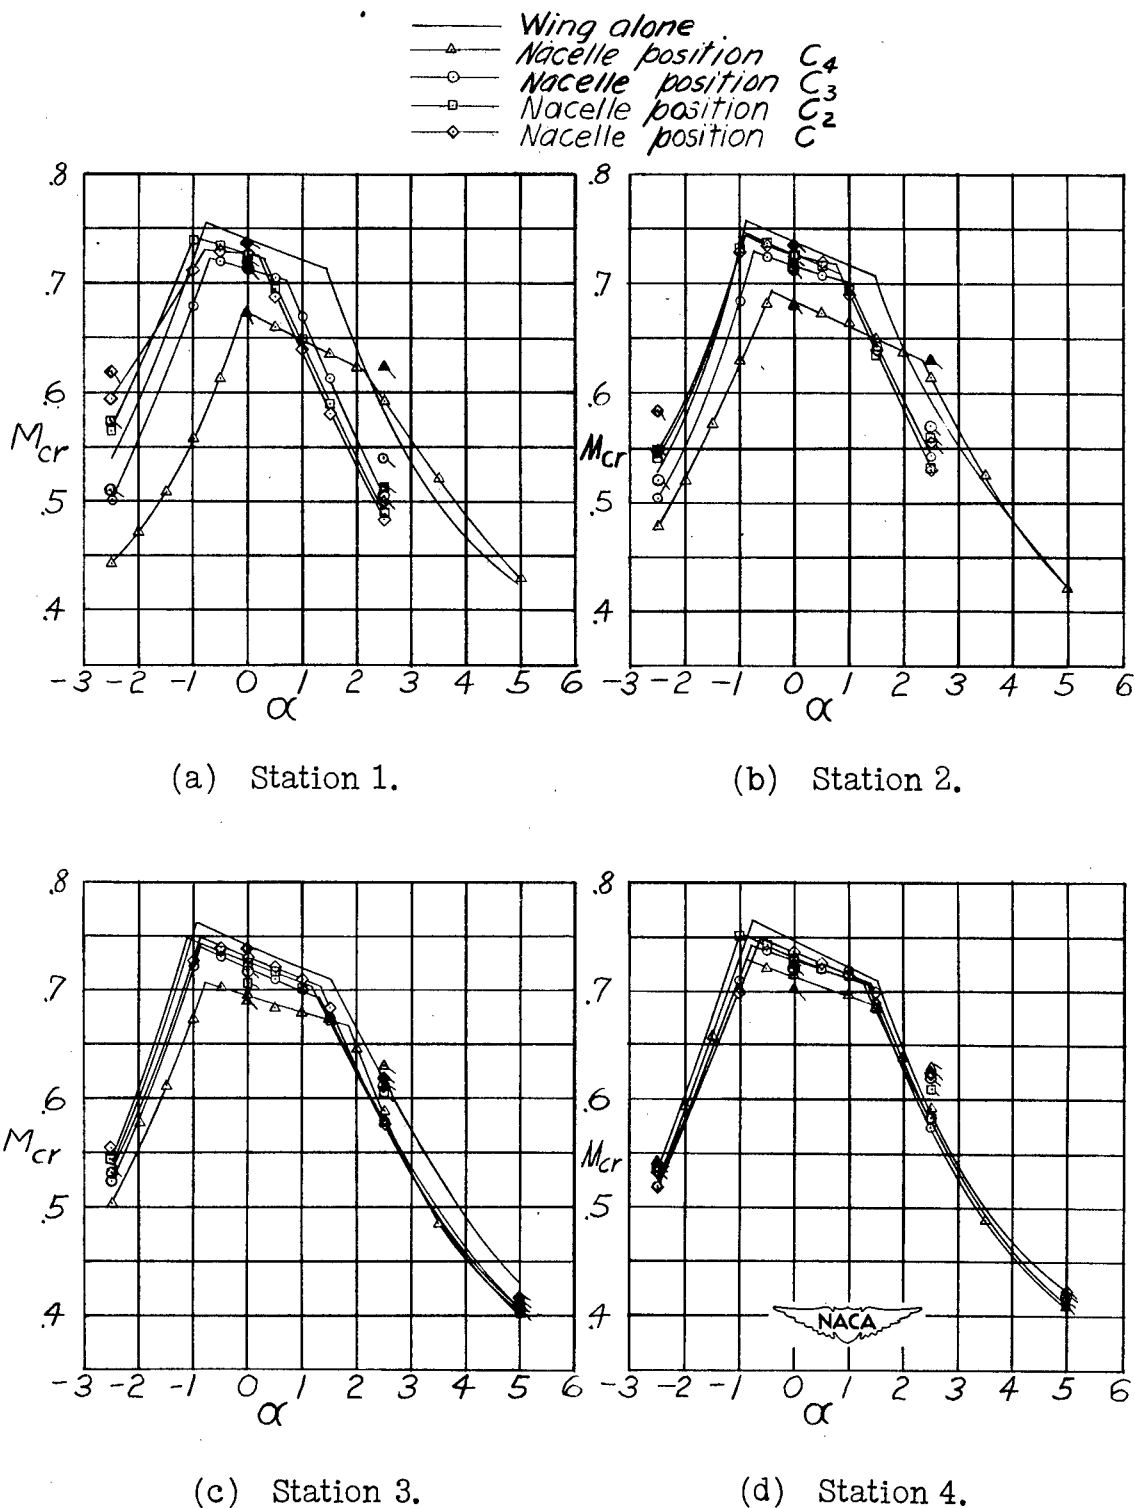 Wing alone
Nacelle position C4
Nacelle position C3
Nacelle position C2
Nacelle position C
.8 .8
.7 .7
.6 .6
Mcr Mcr
.5 .5
.4 .4
-3 -2 -1 0 1 2 3 4 5 6 -3 -2 -1 0 1 2 3 4 5 6
α α
(a) Station 1. (b) Station 2.
.8 .8
.7 .7
.6 .6
Mcr Mcr
.5 .5
.4 NACA .4
-3 -2 -1 0 1 2 3 4 5 6 -3 -2 -1 0 1 2 3 4 5 6
α α
(c) Station 3. (d) Station 4.